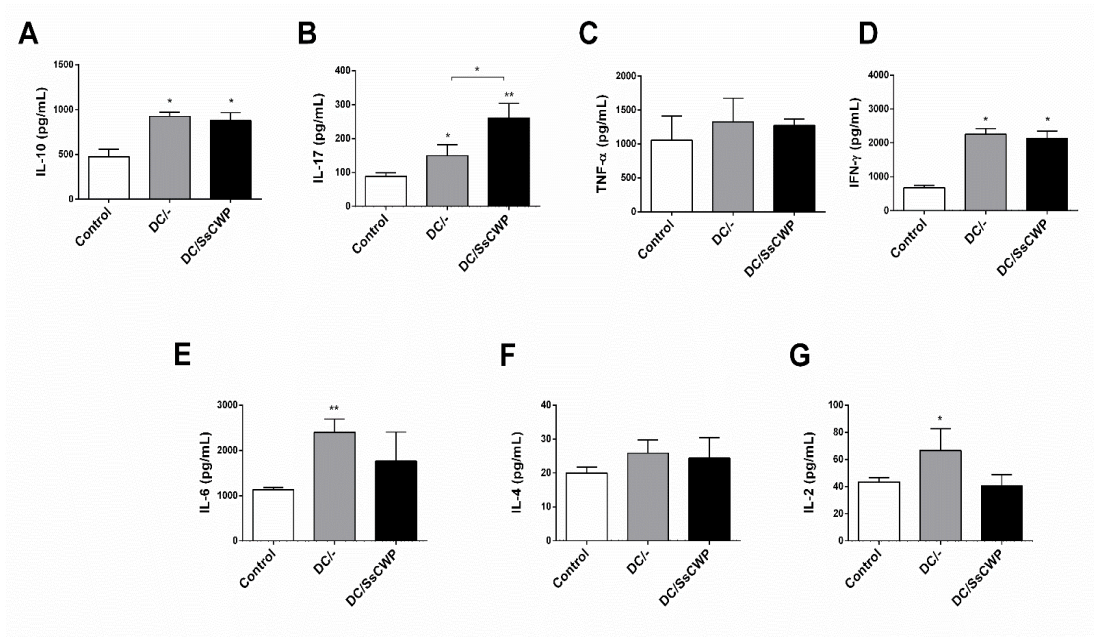 A
IL-10 (pg/mL)
1500
1000
500
0
*
*
Control
DC/-
DC/SsCWP
B
IL-17 (pg/mL)
400
300
200
100
0
*
*
**
Control
DC/-
DC/SsCWP
C
TNF-α (pg/mL)
2000
1500
1000
500
0
Control
DC/-
DC/SsCWP
D
IFN-γ (pg/mL)
4000
3000
2000
1000
0
*
*
Control
DC/-
DC/SsCWP
E
IL-6 (pg/mL)
3000
2000
1000
0
**
Control
DC/-
DC/SsCWP
F
IL-4 (pg/mL)
40
30
20
10
0
Control
DC/-
DC/SsCWP
G
IL-2 (pg/mL)
100
80
60
40
20
0
*
Control
DC/-
DC/SsCWP